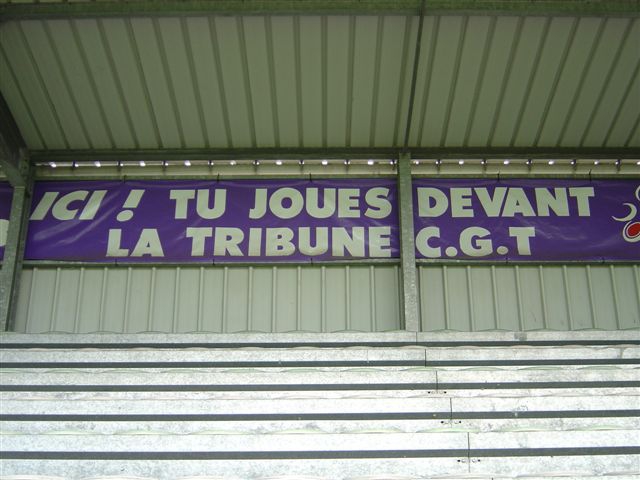 ICI ! TU JOUES DEVANT
LA TRIBUNE C.G.T